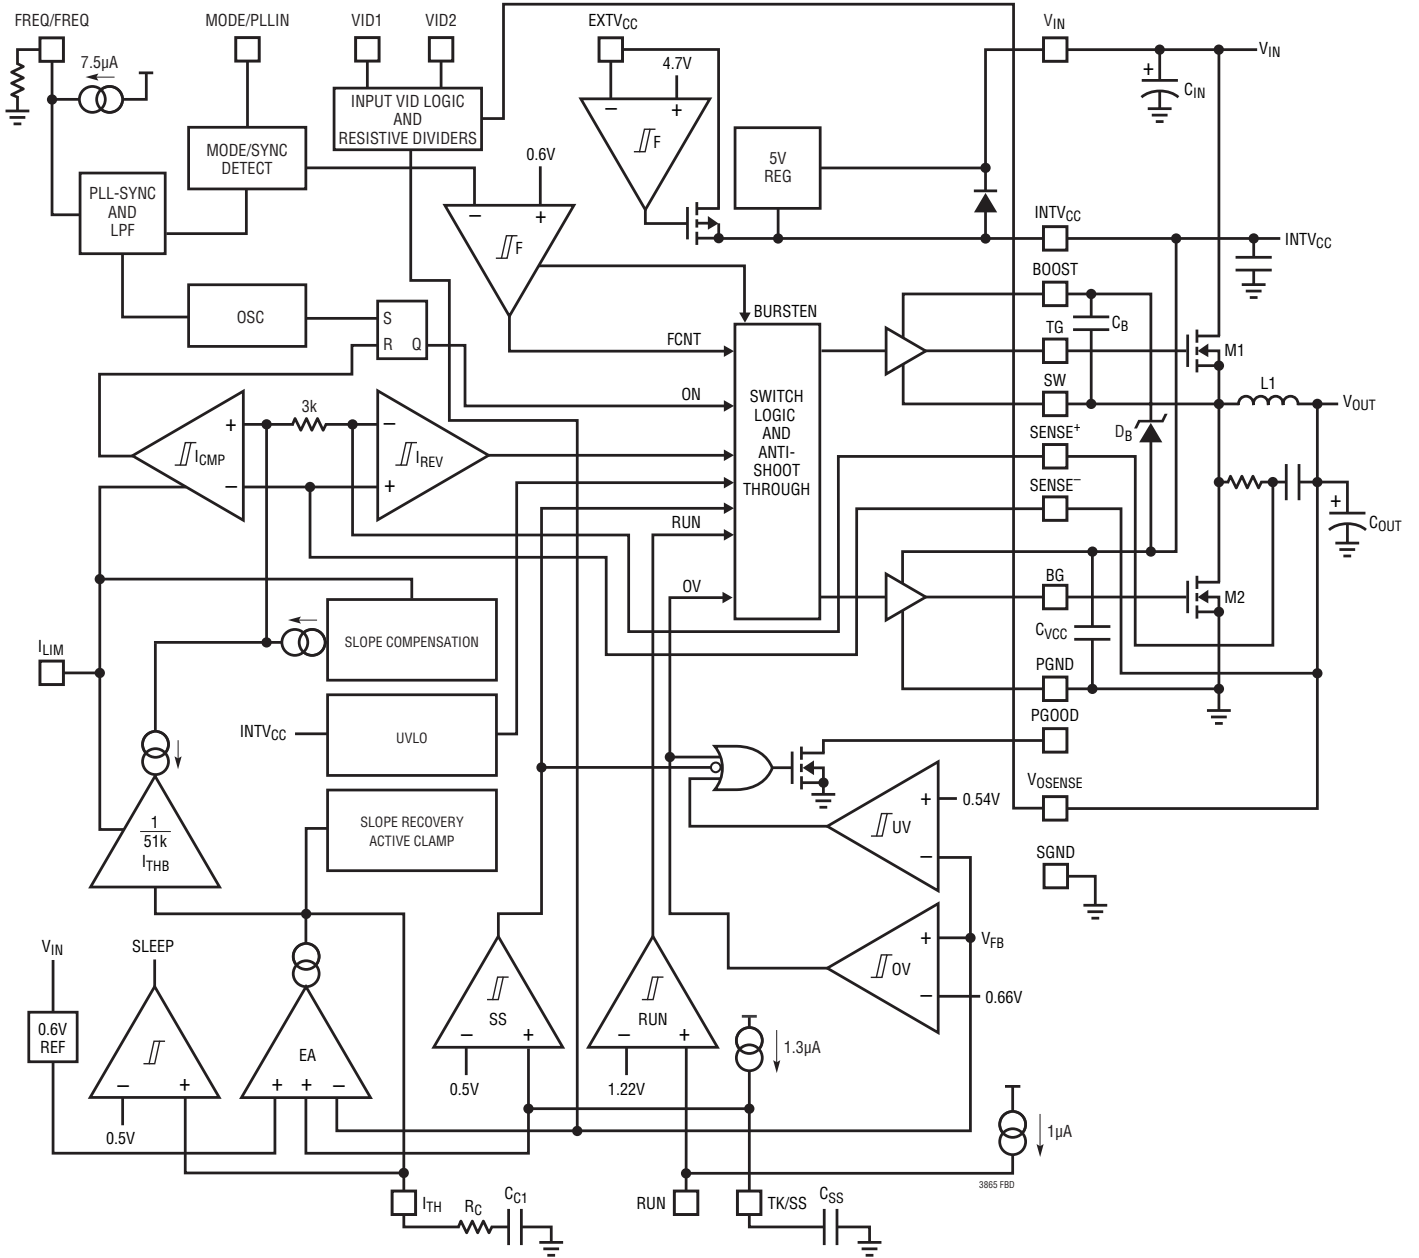 FREQ/FREQ
MODE/PLLIN
VID1
VID2
EXTVCC
VIN
7.5µA
4.7V
VIN
+
CIN
INPUT VID LOGIC
AND
RESISTIVE DIVIDERS
−
+
F
MODE/SYNC
DETECT
0.6V
5V
REG
PLL-SYNC
AND
LPF
−
+
F
INTVCC
INTVCC
BOOST
OSC
S
R
Q
BURSTEN
CB
TG
FCNT
M1
SW
L1
VOUT
ON
SWITCH
LOGIC
AND
ANTI-
SHOOT
THROUGH
3k
+
−
ICMP
−
+
IREV
SENSE+
DB
SENSE−
+
COUT
RUN
OV
BG
M2
CVCC
SLOPE COMPENSATION
ILIM
PGND
PGOOD
INTVCC
UVLO
VOSENSE
+
0.54V
UV
−
SLOPE RECOVERY
ACTIVE CLAMP
1
51k
ITHB
SGND
VIN
SLEEP
+
VFB
OV
−
0.66V
0.6V
REF
−
+
EA
+
+
−
SS
−
+
RUN
−
+
1.3µA
0.5V
1.22V
0.5V
1µA
3865 FBD
ITH
RC
CC1
RUN
TK/SS
CSS